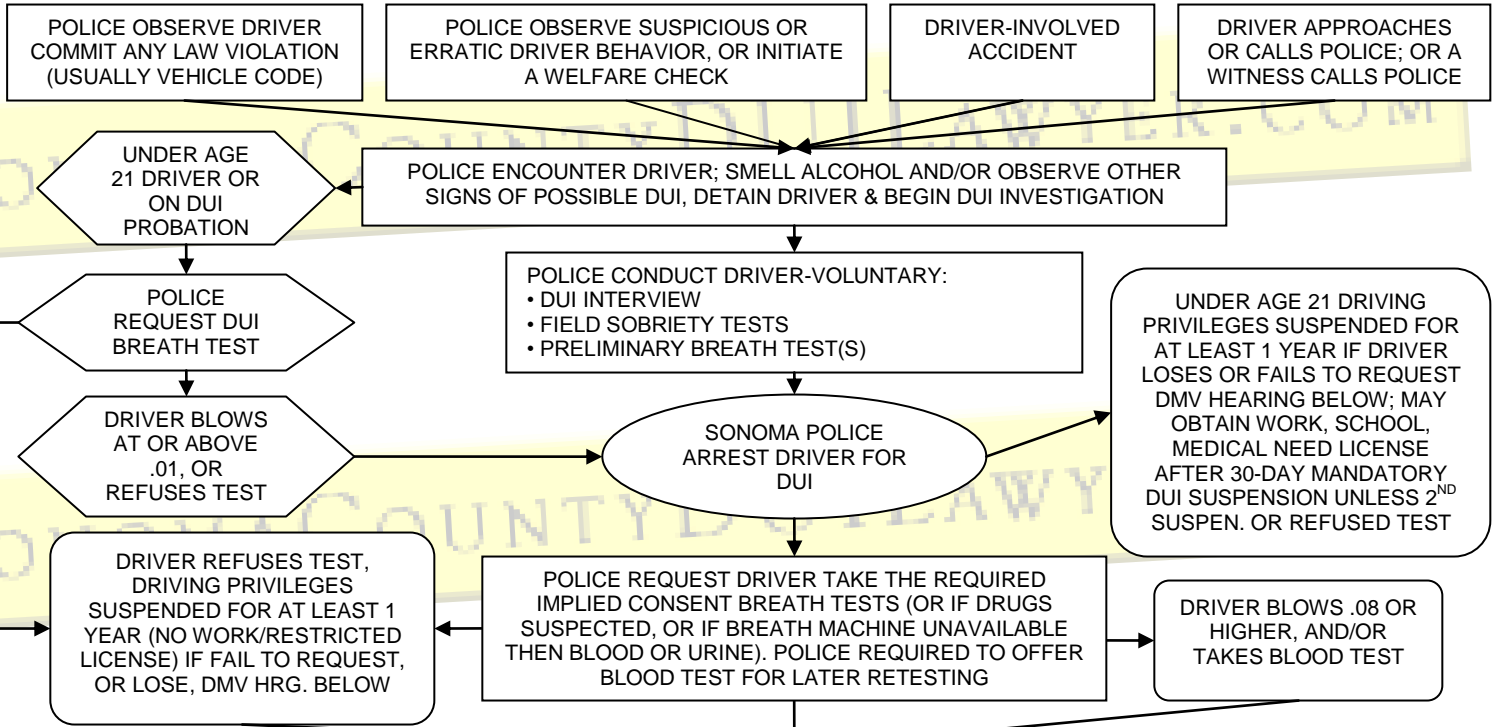 POLICE OBSERVE DRIVER
COMMIT ANY LAW VIOLATION
(USUALLY VEHICLE CODE)
POLICE OBSERVE SUSPICIOUS OR
ERRATIC DRIVER BEHAVIOR, OR INITIATE
A WELFARE CHECK
DRIVER-INVOLVED
ACCIDENT
DRIVER APPROACHES
OR CALLS POLICE; OR A
WITNESS CALLS POLICE
UNDER AGE
21 DRIVER OR
ON DUI
PROBATION
POLICE ENCOUNTER DRIVER; SMELL ALCOHOL AND/OR OBSERVE OTHER
SIGNS OF POSSIBLE DUI, DETAIN DRIVER & BEGIN DUI INVESTIGATION
POLICE
REQUEST DUI
BREATH TEST
POLICE CONDUCT DRIVER-VOLUNTARY:
• DUI INTERVIEW
• FIELD SOBRIETY TESTS
• PRELIMINARY BREATH TEST(S)
UNDER AGE 21 DRIVING
PRIVILEGES SUSPENDED FOR
AT LEAST 1 YEAR IF DRIVER
LOSES OR FAILS TO REQUEST
DMV HEARING BELOW; MAY
OBTAIN WORK, SCHOOL,
MEDICAL NEED LICENSE
AFTER 30-DAY MANDATORY
DUI SUSPENSION UNLESS 2ND
SUSPEN. OR REFUSED TEST
DRIVER BLOWS
AT OR ABOVE
.01, OR
REFUSES TEST
SONOMA POLICE
ARREST DRIVER FOR
DUI
DRIVER REFUSES TEST,
DRIVING PRIVILEGES
SUSPENDED FOR AT LEAST 1
YEAR (NO WORK/RESTRICTED
LICENSE) IF FAIL TO REQUEST,
OR LOSE, DMV HRG. BELOW
POLICE REQUEST DRIVER TAKE THE REQUIRED
IMPLIED CONSENT BREATH TESTS (OR IF DRUGS
SUSPECTED, OR IF BREATH MACHINE UNAVAILABLE
THEN BLOOD OR URINE). POLICE REQUIRED TO OFFER
BLOOD TEST FOR LATER RETESTING
DRIVER BLOWS .08 OR
HIGHER, AND/OR
TAKES BLOOD TEST